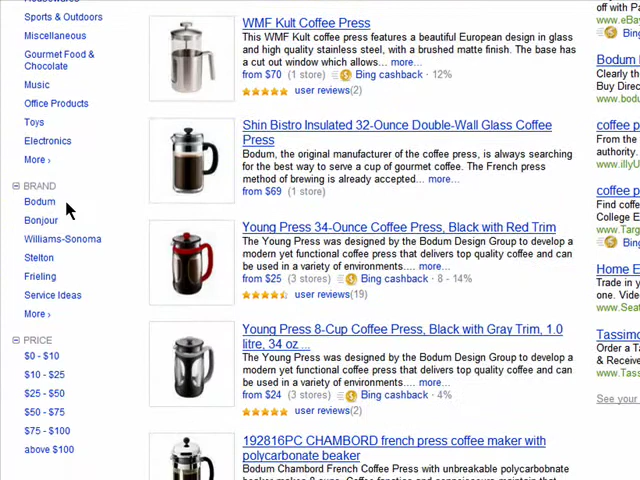 Housewares
Sports & Outdoors
Miscellaneous
Gourmet Food &
Chocolate
Music
Office Products
Toys
Electronics
More ›
BRAND
Bodum
Bonjour
Williams-Sonoma
Stelton
Frieling
Service Ideas
More ›
PRICE
$0 - $10
$10 - $25
$25 - $50
$50 - $75
$75 - $100
above $100
WMF Kult Coffee Press
This WMF Kult coffee press features a beautiful European design in glass
and high quality stainless steel, with a brushed matte finish. The base has
a cut out window which allows... more...
from $70 (1 store) Bing cashback · 12%
user reviews(2)
Shin Bistro Insulated 32-Ounce Double-Wall Glass Coffee
Press
Bodum, the original manufacturer of the coffee press, is always searching
for the best way to serve a cup of gourmet coffee. The French press
method of brewing is already accepted... more...
from $69 (1 store)
Young Press 34-Ounce Coffee Press, Black with Red Trim
The Young Press was designed by the Bodum Design Group to develop a
modern yet functional coffee press that delivers top quality coffee and can
be used in a variety of environments.... more...
from $25 (3 stores) Bing cashback · 8 - 14%
user reviews(19)
Young Press 8-Cup Coffee Press, Black with Gray Trim, 1.0
litre, 34 oz ...
The Young Press was designed by the Bodum Design Group to develop a
modern yet functional coffee press that delivers top quality coffee and can
be used in a variety of environments.... more...
from $24 (3 stores) Bing cashback · 4%
user reviews(2)
192816PC CHAMBORD french press coffee maker with
polycarbonate beaker
Bodum Chambord French Coffee Press with unbreakable polycarbobnate
off with Pay
www.eBay
Bing
Bodum
Clearly the
Buy Direc
www.bodu
coffee p
From the
authority.
www.illyU
coffee p
Find coffe
College E
www.Targ
Bing
Home E
Trade in y
one. Vide
www.Sea
Tassimo
Order a T
& Receive
www.Tass
See your